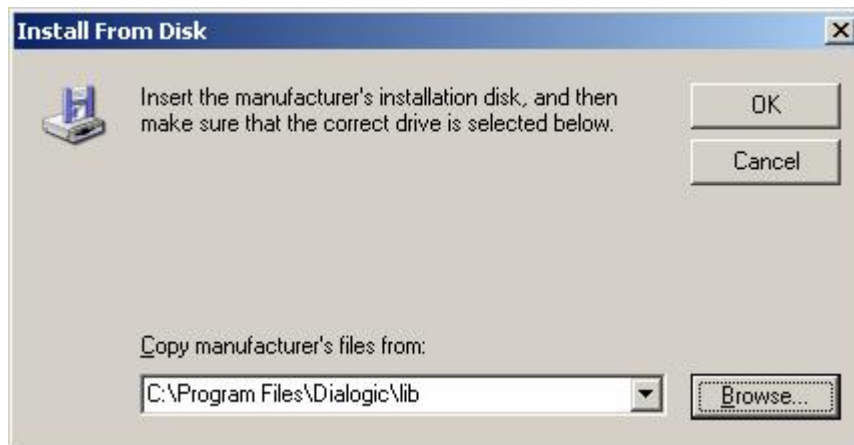 Install From Disk
Insert the manufacturer's installation disk, and then
make sure that the correct drive is selected below.
OK
Cancel
Copy manufacturer's files from:
C:\Program Files\Dialogic\lib
Browse...